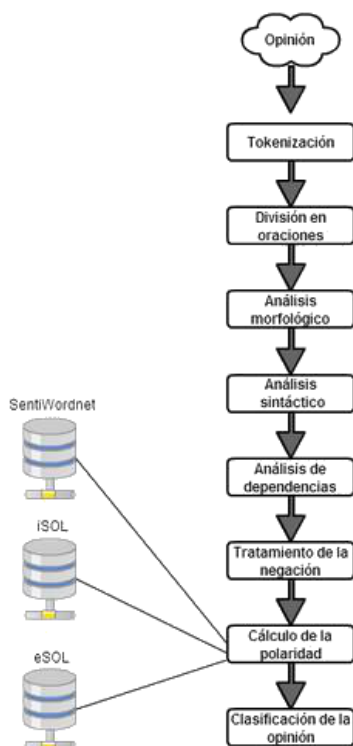 Opinión
Tokenización
División en
oraciones
Análisis
morfológico
Análisis
sintáctico
Análisis de
dependencias
Tratamiento de la
negación
Cálculo de la
polaridad
Clasificación de la
opinión
SentiWordnet
iSOL
eSOL